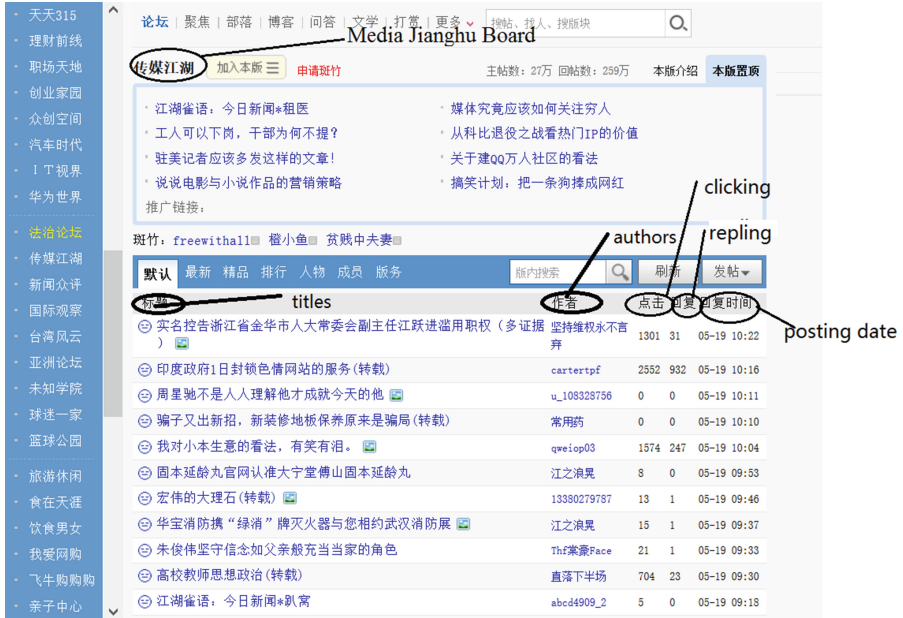 天天315
理财前线
职场天地
创业家园
众创空间
汽车时代
IT视界
华为世界
法治论坛
传媒江湖
新闻众评
国际观察
台湾风云
亚洲论坛
未知学院
球迷一家
篮球公园
旅游休闲
食在天涯
饮食男女
我爱网购
飞牛购购购
亲子中心
论坛 | 聚焦 | 部落 | 博客 | 问答 | 文学 | 打赏 | 更多 搜帖、找人、搜版块
Media Jianghu Board
传媒江湖 加入本版 申请斑竹 主帖数：27万 回帖数：259万 本版介绍 本版置顶
江湖雀语：今日新闻*租医 媒体究竟应该如何关注穷人
工人可以下岗，干部为何不提？ 从科比退役之战看热门IP的价值
驻美记者应该多发这样的文章！ 关于建QQ万人社区的看法
说说电影与小说作品的营销策略 搞笑计划：把一条狗捧成网红
推广链接：
clicking
斑竹：freewithall 橙小鱼 贫贱中夫妻 authors repling
默认 最新 精品 排行 人物 成员 版务 版内搜索 刷新 发帖
标题 titles 作者 点击 回复 回复时间
posting date
实名控告浙江省金华市人大常委会副主任江跃进滥用职权（多证据 坚持维权永不言 1301 31 05-19 10:22
） 弃
印度政府1日封锁色情网站的服务(转载) cartertpf 2552 932 05-19 10:16
周星驰不是人人理解他才成就今天的他 u_108328756 0 0 05-19 10:11
骗子又出新招，新装修地板保养原来是骗局(转载) 常用药 0 0 05-19 10:10
我对小本生意的看法，有笑有泪。 qweiop03 1574 247 05-19 10:04
固本延龄丸官网认准大宁堂傅山固本延龄丸 江之浪晃 8 0 05-19 09:53
宏伟的大理石(转载) 13380279787 13 1 05-19 09:46
华宝消防携“绿消”牌灭火器与您相约武汉消防展 江之浪晃 15 1 05-19 09:37
朱俊伟坚守信念如父亲般充当当家的角色 Thf棠豪Face 21 1 05-19 09:33
高校教师思想政治(转载) 直落下半场 704 23 05-19 09:30
江湖雀语：今日新闻*趴窝 abcd4909_2 5 0 05-19 09:18